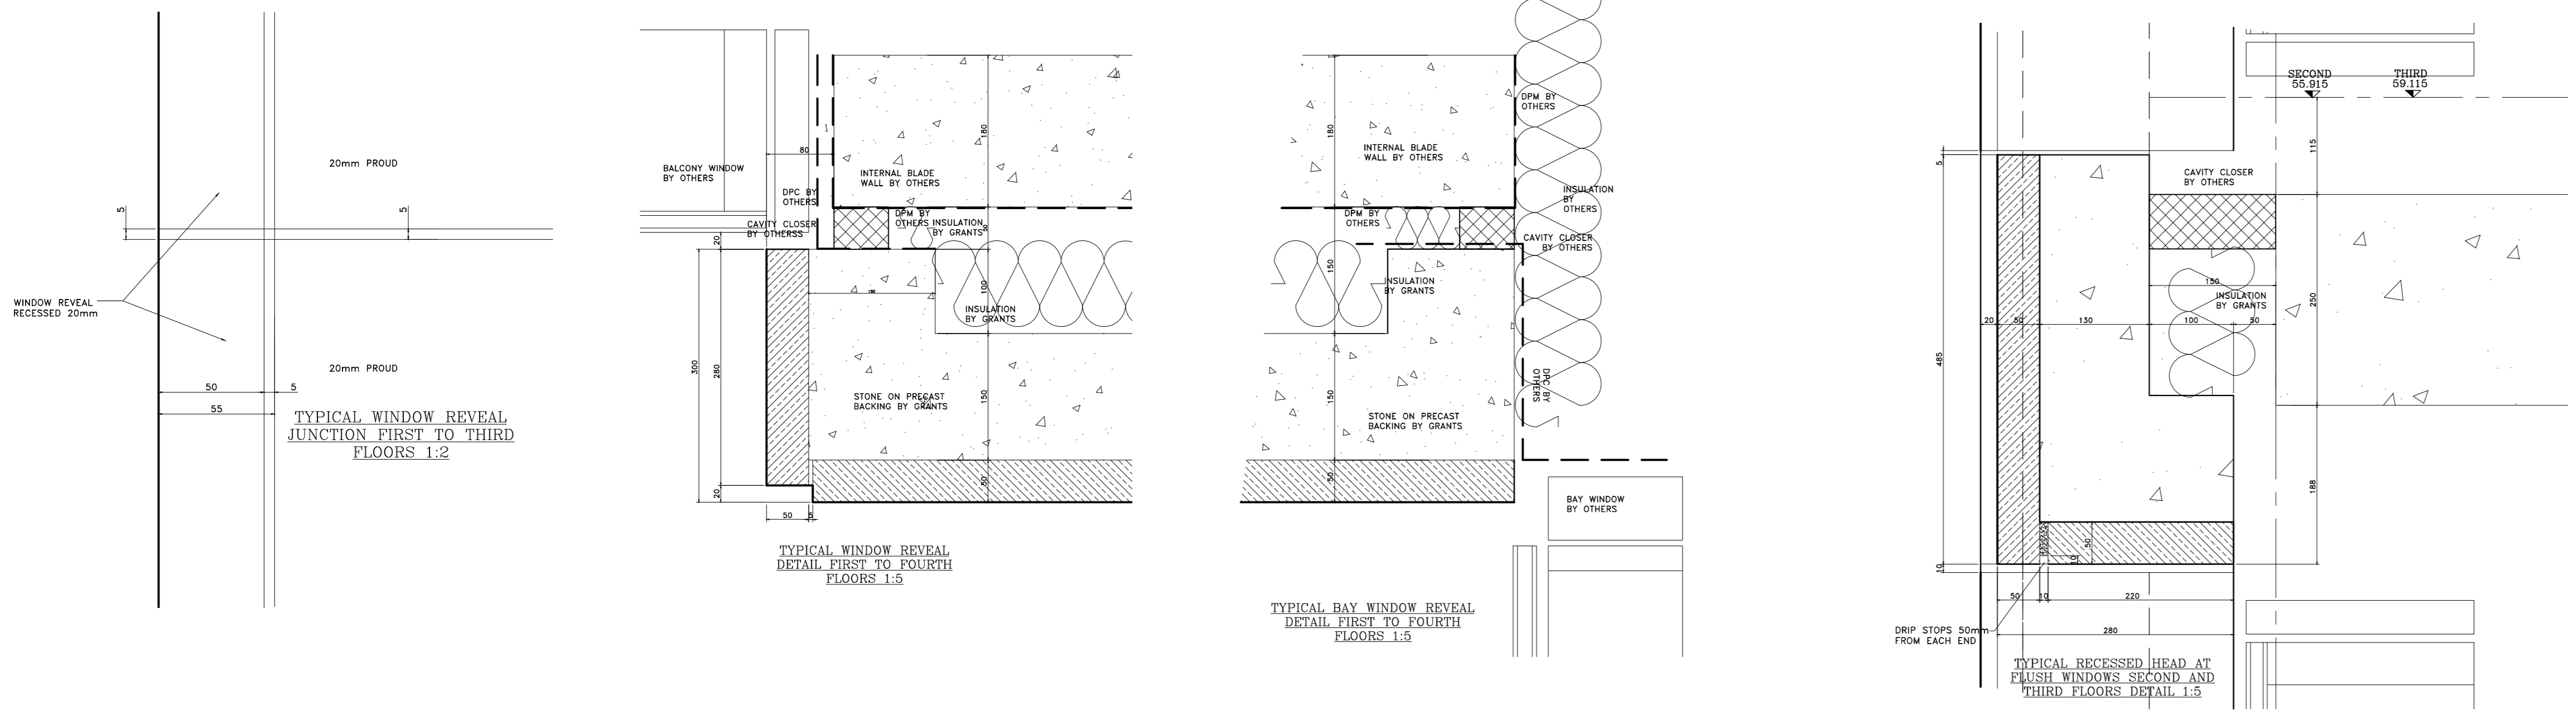 20mm PROUD
5
5
WINDOW REVEAL
RECESSED 20mm
20mm PROUD
50
5
55
TYPICAL WINDOW REVEAL
JUNCTION FIRST TO THIRD
FLOORS 1:2
BALCONY WINDOW
BY OTHERS
80
180
INTERNAL BLADE
WALL BY OTHERS
DPC BY
OTHERS
CAVITY CLOSER
BY OTHERSS
DPM BY
OTHERS
INSULATION
BY GRANTS
20
100
INSULATION
BY GRANTS
300
280
STONE ON PRECAST
BACKING BY GRANTS
150
20
50
50
5
TYPICAL WINDOW REVEAL
DETAIL FIRST TO FOURTH
FLOORS 1:5
DPM BY
OTHERS
180
INTERNAL BLADE
WALL BY OTHERS
INSULATION
BY
OTHERS
DPM BY
OTHERS
CAVITY CLOSER
BY OTHERS
150
INSULATION
BY GRANTS
DPC BY
OTHERS
150
STONE ON PRECAST
BACKING BY GRANTS
50
BAY WINDOW
BY OTHERS
TYPICAL BAY WINDOW REVEAL
DETAIL FIRST TO FOURTH
FLOORS 1:5
SECOND
55.915
THIRD
59.115
5
115
CAVITY CLOSER
BY OTHERS
150
INSULATION
BY GRANTS
250
20
50
130
100
50
485
188
50
10
10
50
10
220
DRIP STOPS 50mm
FROM EACH END
280
TYPICAL RECESSED HEAD AT
FLUSH WINDOWS SECOND AND
THIRD FLOORS DETAIL 1:5